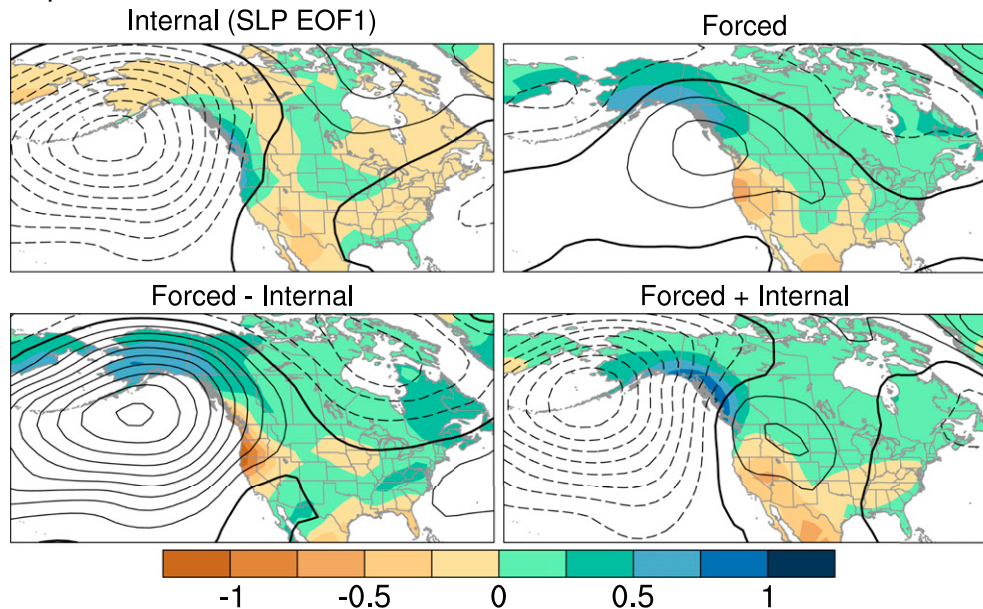 Internal (SLP EOF1)
Forced
Forced - Internal
Forced + Internal
-1 -0.5 0 0.5 1